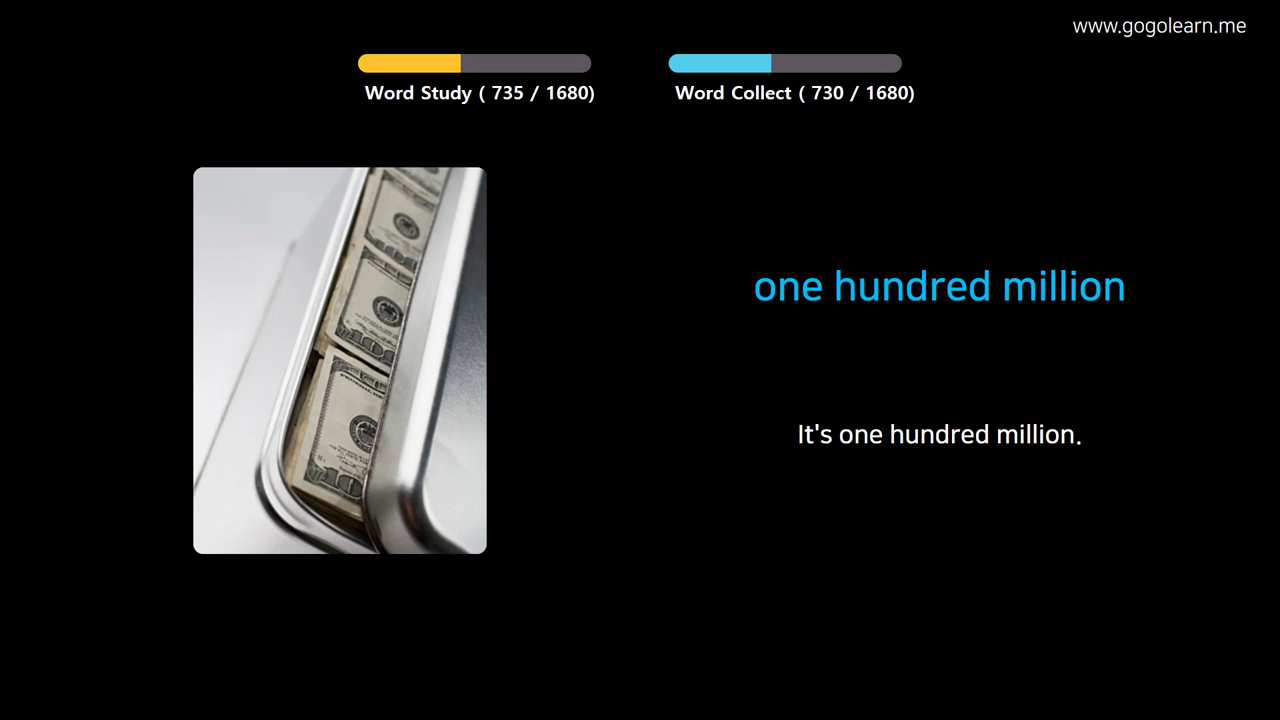 www.gogolearn.me
Word Study ( 735 / 1680)
Word Collect ( 730 / 1680)
one hundred million
It's one hundred million.